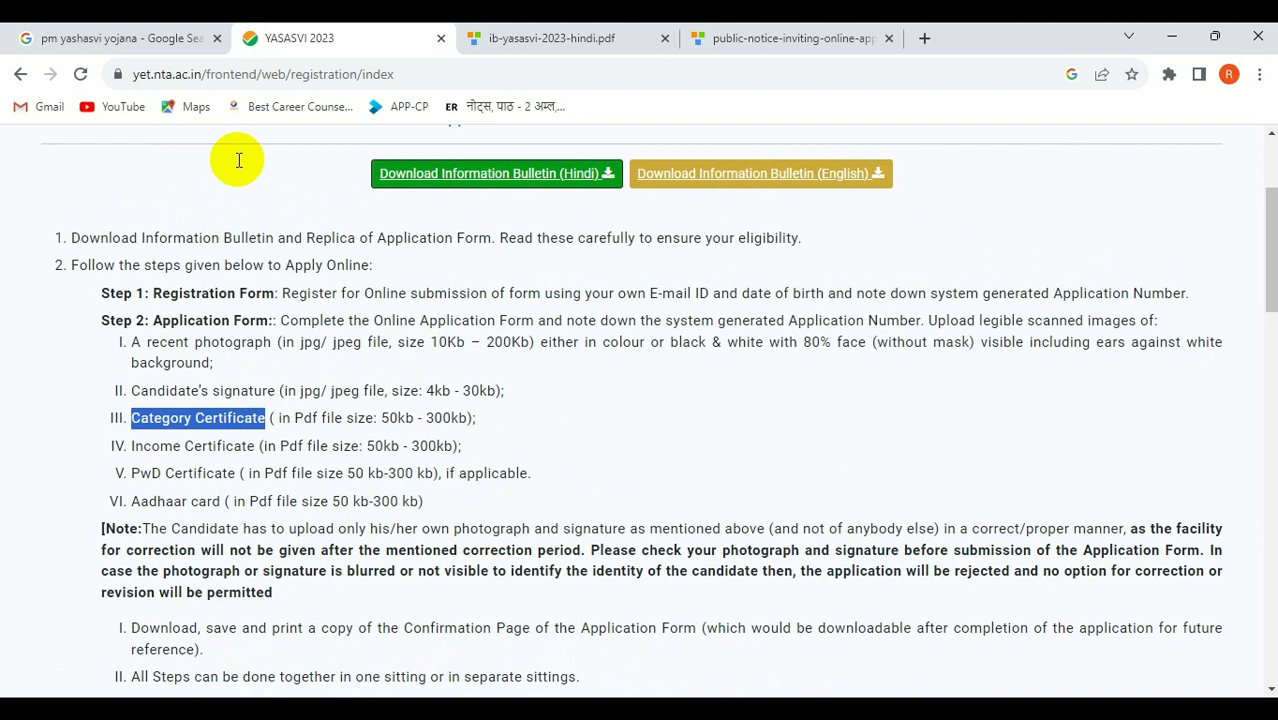 pm yashasvi yojana - Google Sea
YASASVI 2023
ib-yasasvi-2023-hindi.pdf
public-notice-inviting-online-app
yet.nta.ac.in/frontend/web/registration/index
R
Gmail
YouTube
Maps
Best Career Counse...
APP-CP
ER नोट्स, पाठ - 2 अम्ल,...
Download Information Bulletin (Hindi)
Download Information Bulletin (English)
1. Download Information Bulletin and Replica of Application Form. Read these carefully to ensure your eligibility.
2. Follow the steps given below to Apply Online:
Step 1: Registration Form: Register for Online submission of form using your own E-mail ID and date of birth and note down system generated Application Number.
Step 2: Application Form:: Complete the Online Application Form and note down the system generated Application Number. Upload legible scanned images of:
I. A recent photograph (in jpg/ jpeg file, size 10Kb – 200Kb) either in colour or black & white with 80% face (without mask) visible including ears against white
background;
II. Candidate's signature (in jpg/ jpeg file, size: 4kb - 30kb);
III. Category Certificate ( in Pdf file size: 50kb - 300kb);
IV. Income Certificate (in Pdf file size: 50kb - 300kb);
V. PwD Certificate ( in Pdf file size 50 kb-300 kb), if applicable.
VI. Aadhaar card ( in Pdf file size 50 kb-300 kb)
[Note:The Candidate has to upload only his/her own photograph and signature as mentioned above (and not of anybody else) in a correct/proper manner, as the facility
for correction will not be given after the mentioned correction period. Please check your photograph and signature before submission of the Application Form. In
case the photograph or signature is blurred or not visible to identify the identity of the candidate then, the application will be rejected and no option for correction or
revision will be permitted
I. Download, save and print a copy of the Confirmation Page of the Application Form (which would be downloadable after completion of the application for future
reference).
II. All Steps can be done together in one sitting or in separate sittings.